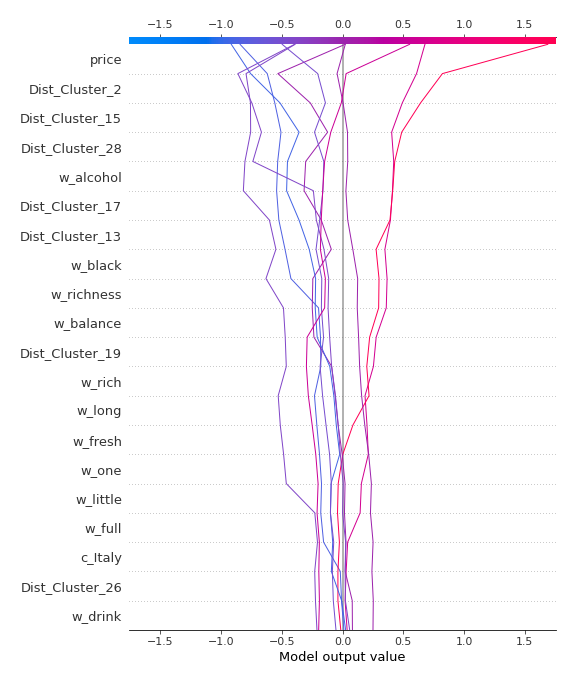 −1.5 −1.0 −0.5 0.0 0.5 1.0 1.5
price
Dist_Cluster_2
Dist_Cluster_15
Dist_Cluster_28
w_alcohol
Dist_Cluster_17
Dist_Cluster_13
w_black
w_richness
w_balance
Dist_Cluster_19
w_rich
w_long
w_fresh
w_one
w_little
w_full
c_Italy
Dist_Cluster_26
w_drink
−1.5 −1.0 −0.5 0.0 0.5 1.0 1.5
Model output value